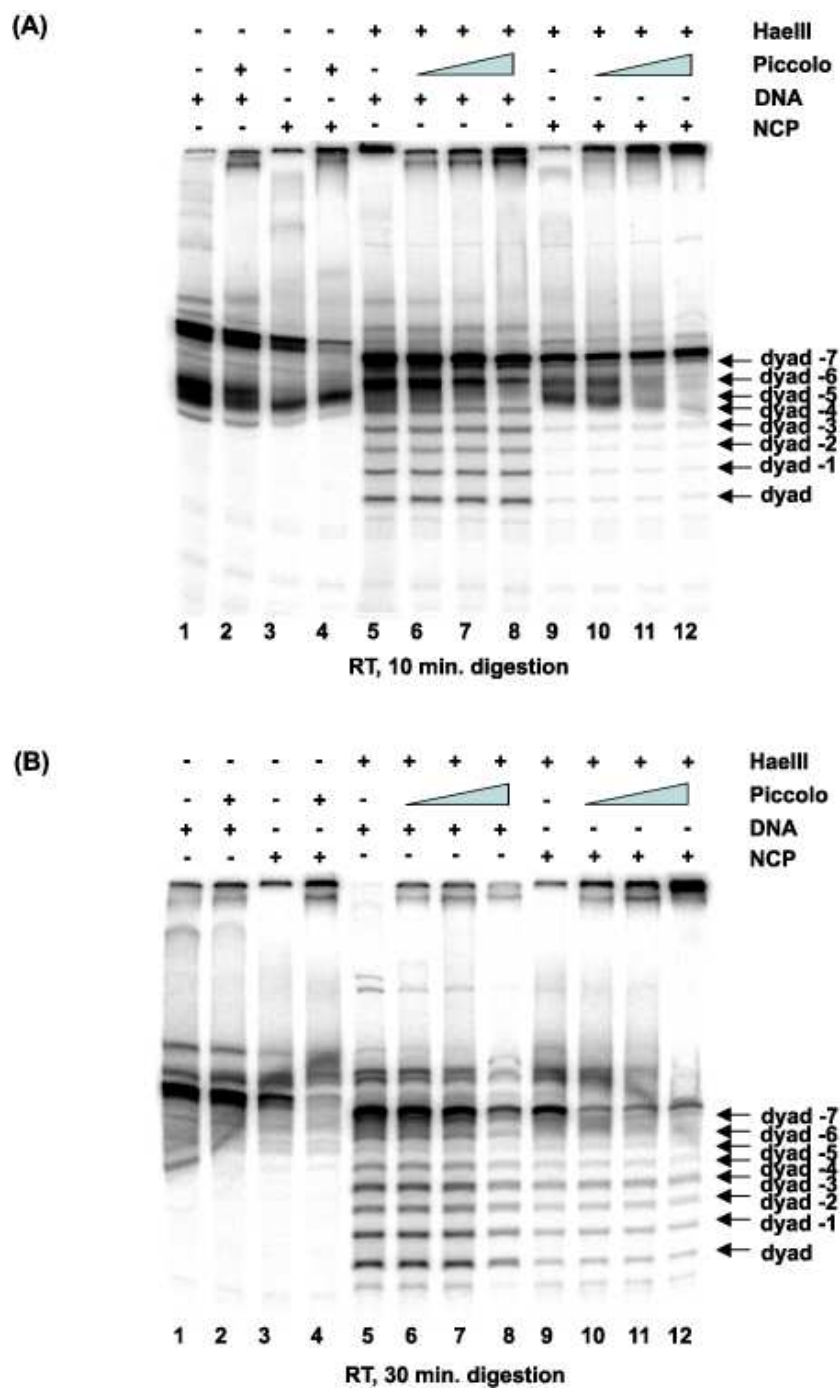 (A)
- - - - + + + + + + + + HaeIII
- + - + - - Piccolo
+ + - - + + + + - - - - DNA
- - + + - - - - + + + + NCP
dyad -7
dyad -6
dyad -5
dyad -4
dyad -3
dyad -2
dyad -1
dyad
1 2 3 4 5 6 7 8 9 10 11 12
RT, 10 min. digestion
(B)
- - - - + + + + + + + + HaeIII
- + - + - - Piccolo
+ + - - + + + + - - - - DNA
- - + + - - - - + + + + NCP
dyad -7
dyad -6
dyad -5
dyad -4
dyad -3
dyad -2
dyad -1
dyad
1 2 3 4 5 6 7 8 9 10 11 12
RT, 30 min. digestion